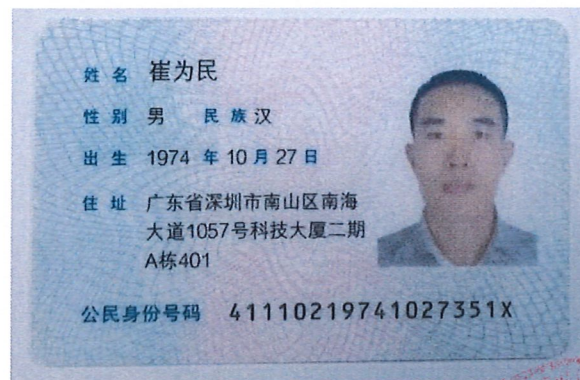 姓名 崔为民
性别 男 民族 汉
出生 1974 年 10 月 27 日
住址 广东省深圳市南山区南海
大道1057号科技大厦二期
A栋401
公民身份号码 41110219741027351X